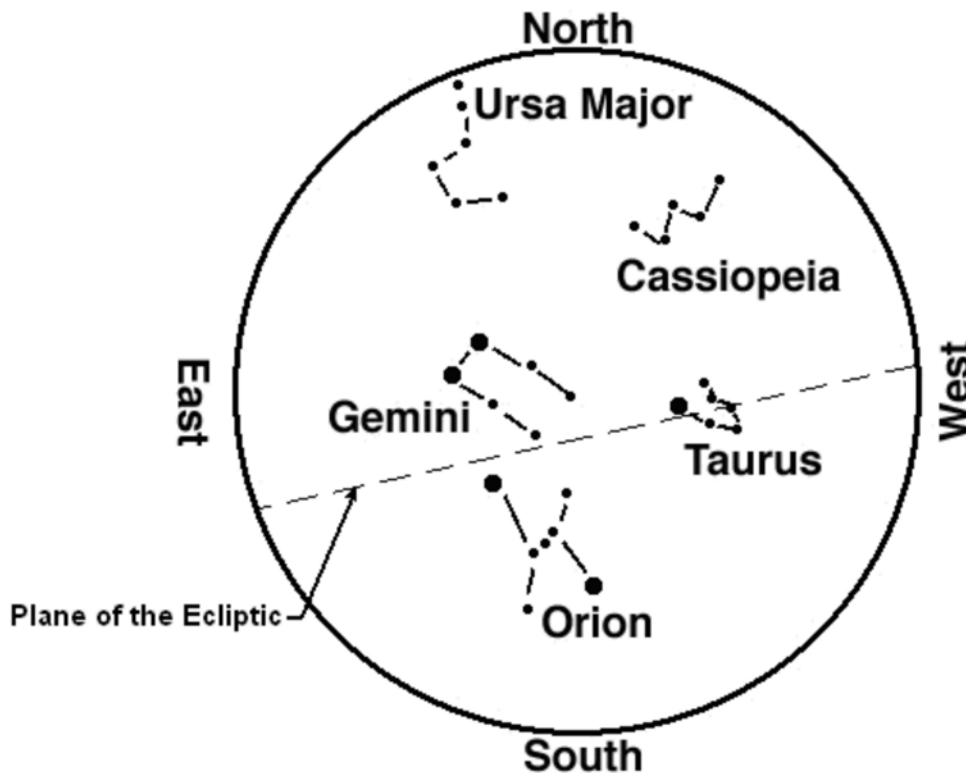 North
Ursa Major
Cassiopeia
East
West
Gemini
Taurus
Plane of the Ecliptic
Orion
South